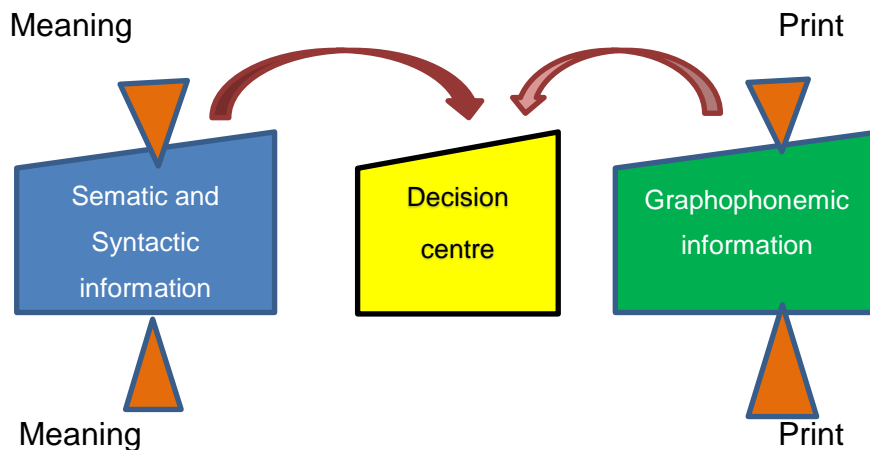 Meaning
Print
Sematic and
Syntactic
information
Decision
centre
Graphophonemic
information
Meaning
Print